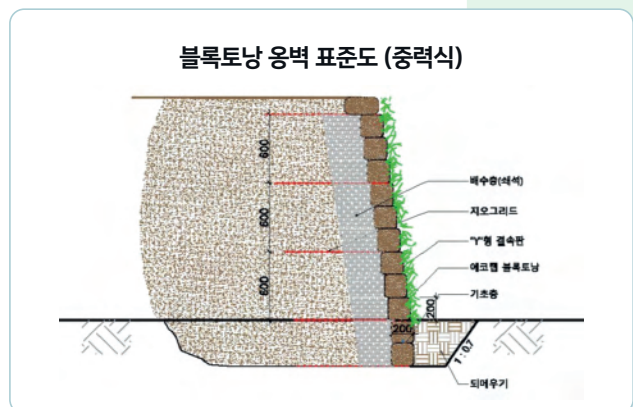 블록토낭 옹벽 표준도 (중력식)
600
600
600
배수층(쇄석)
지오그리드
"Y"형 결속판
에코랩 블록토낭
기초층
200
200
1 : 0.7
되메우기